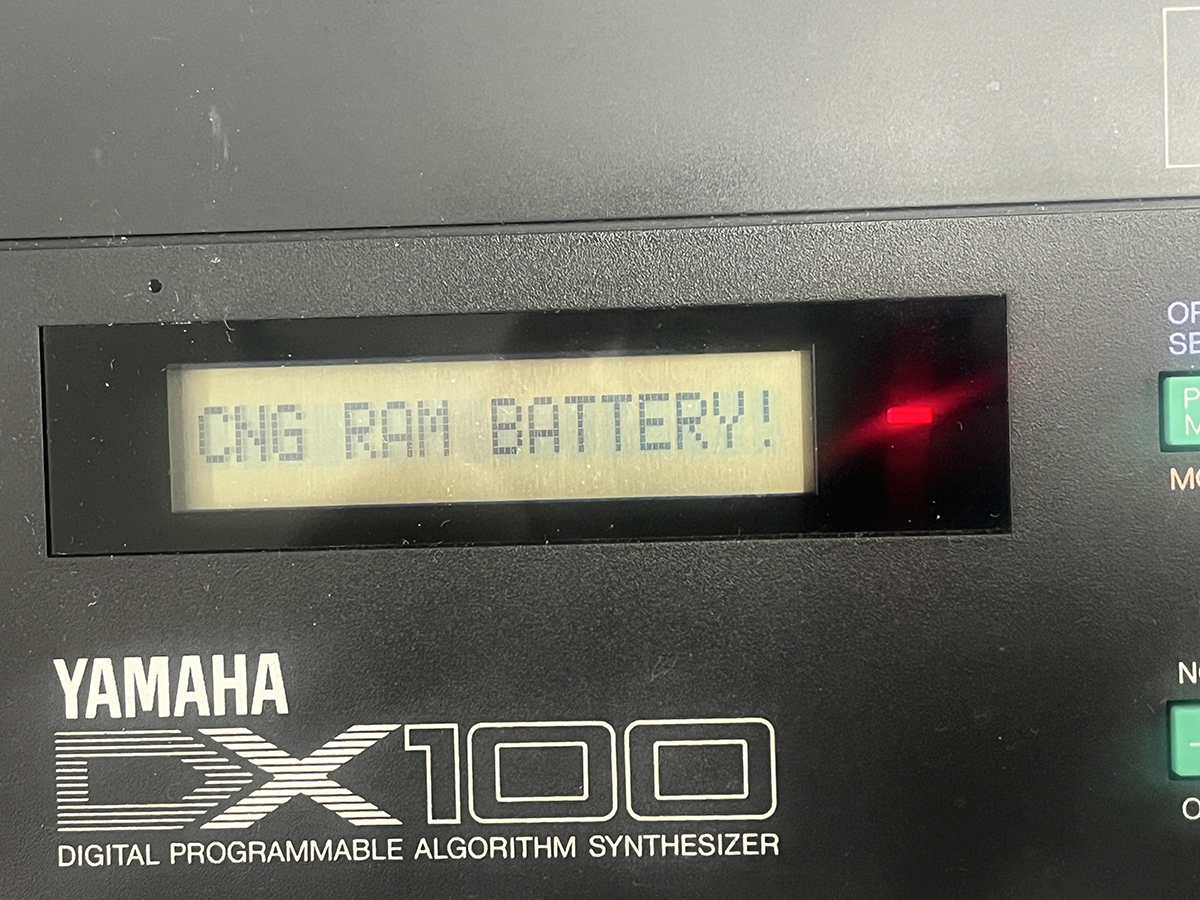 CNG RAM BATTERY!
YAMAHA
DX100
DIGITAL PROGRAMMABLE ALGORITHM SYNTHESIZER